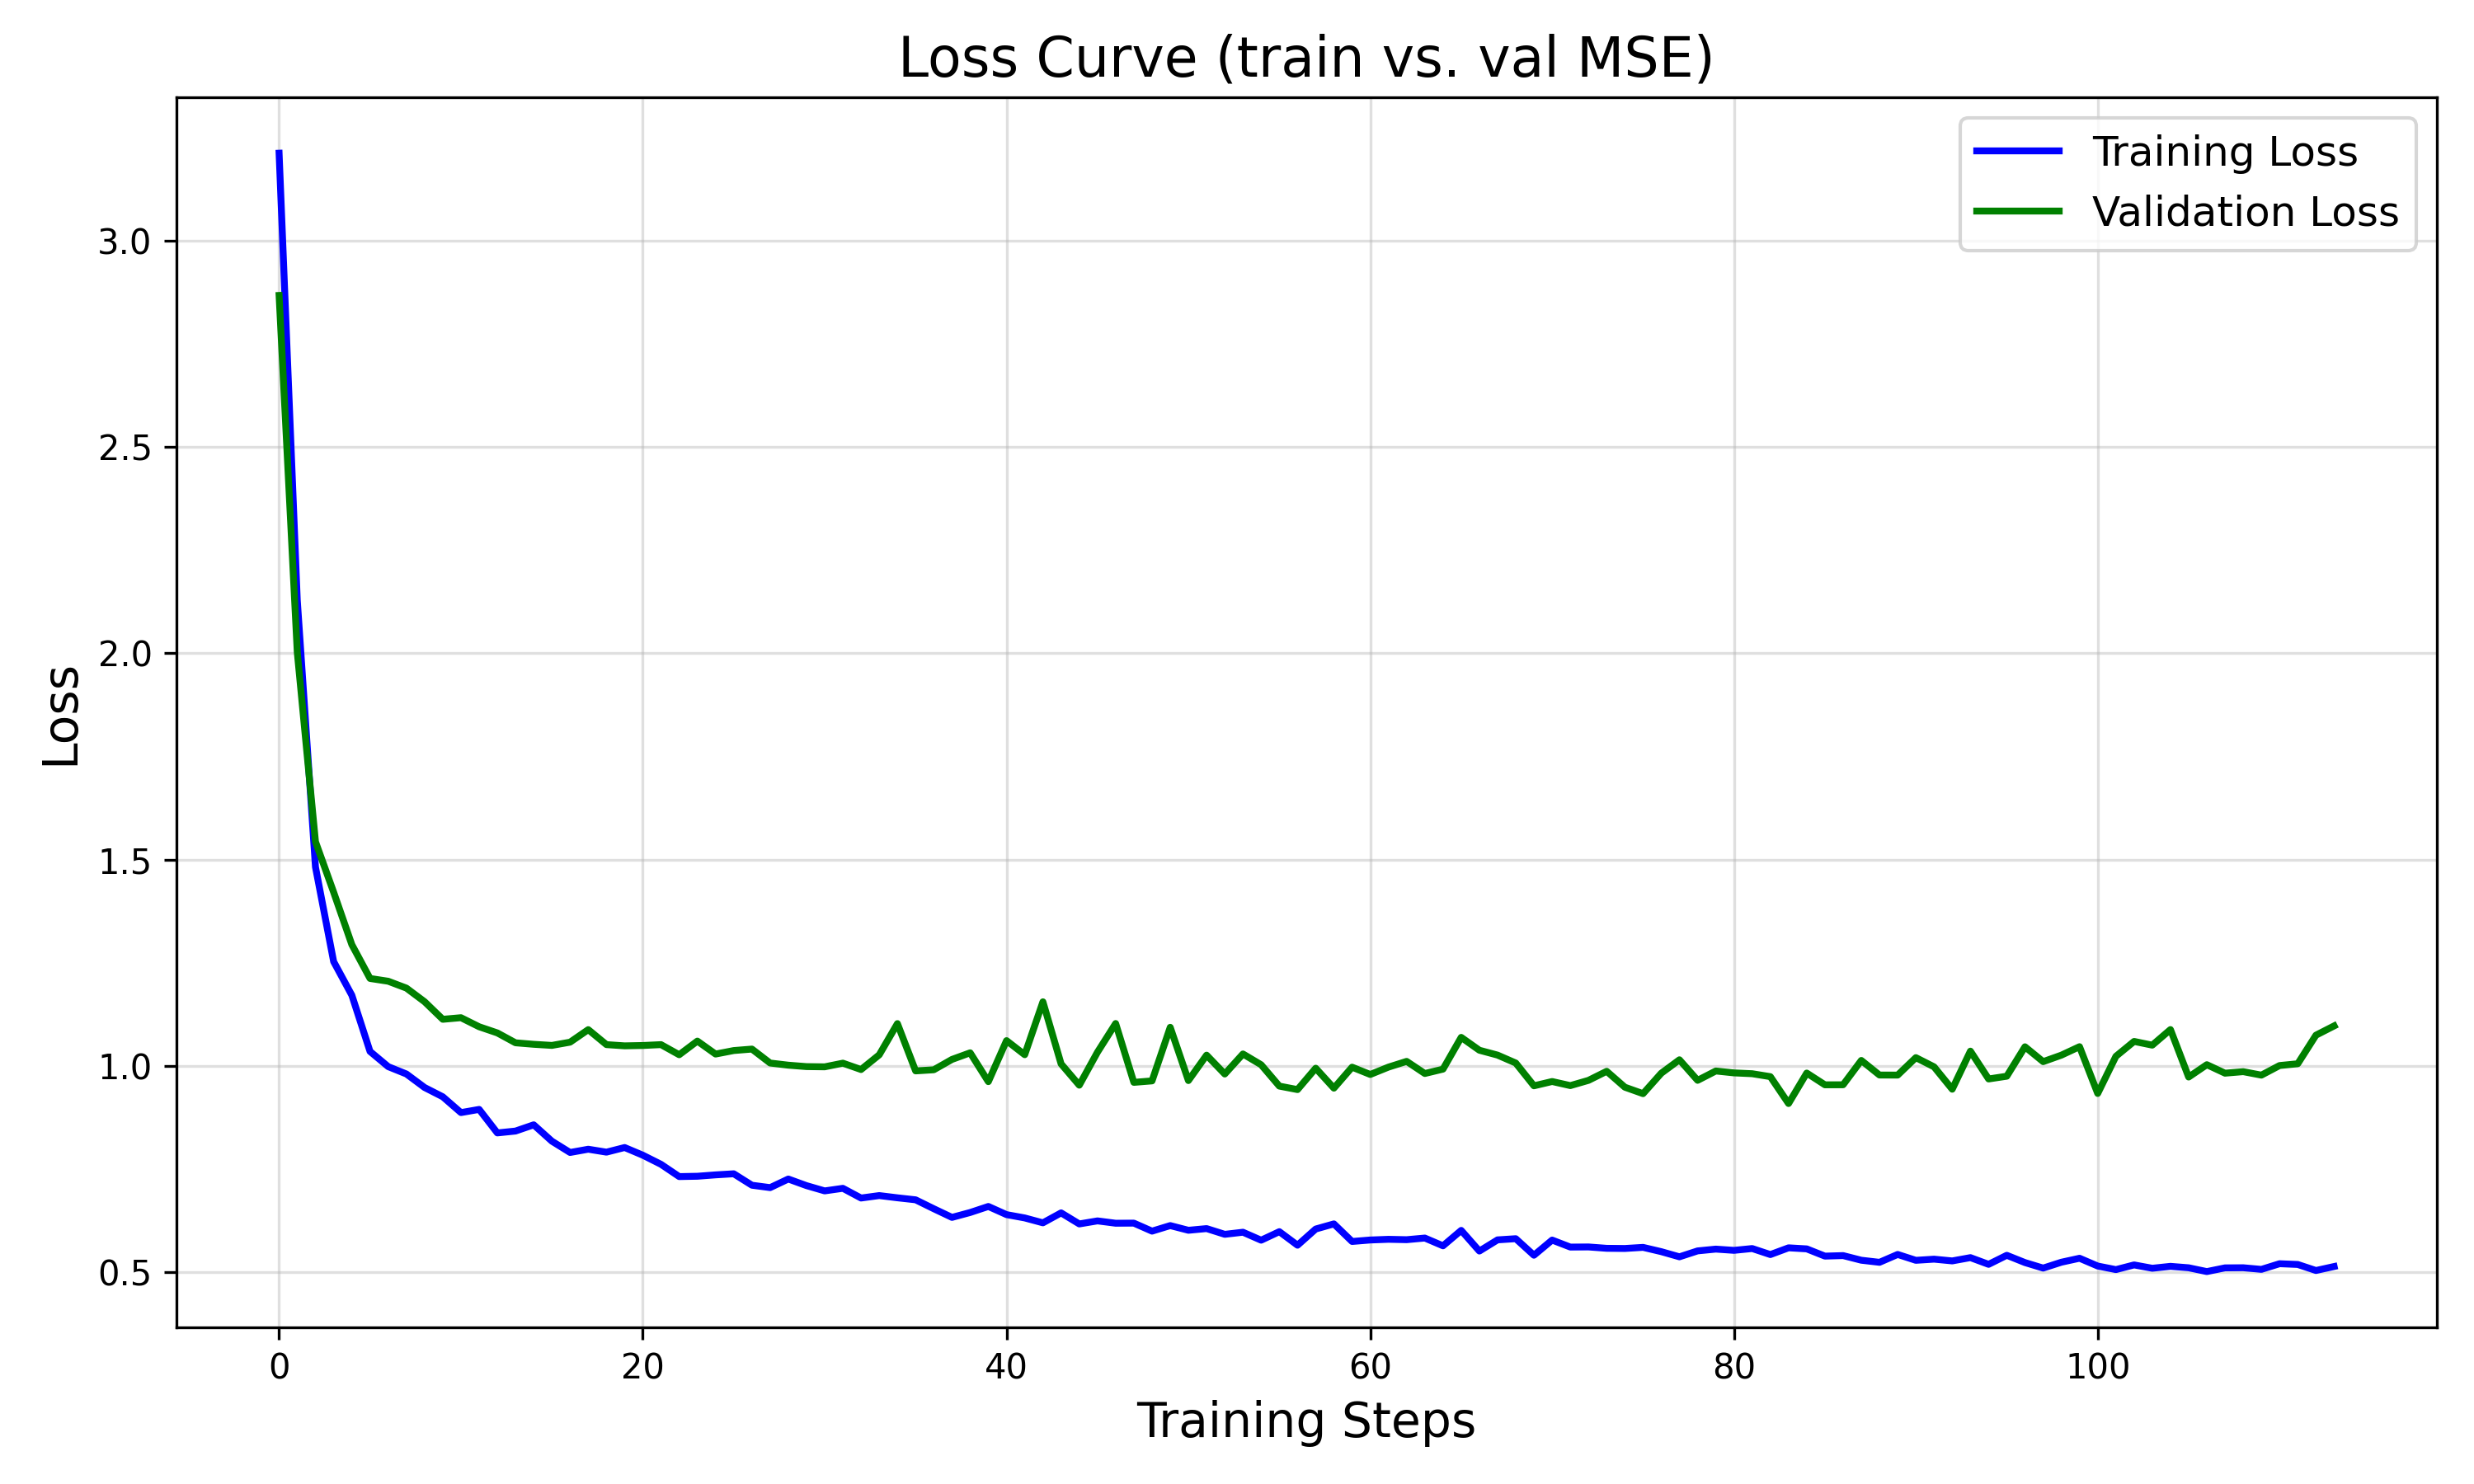 Loss Curve (train vs. val MSE)
Training Loss
Validation Loss
3.0
2.5
2.0
1.5
1.0
0.5
Loss
0 20 40 60 80 100
Training Steps